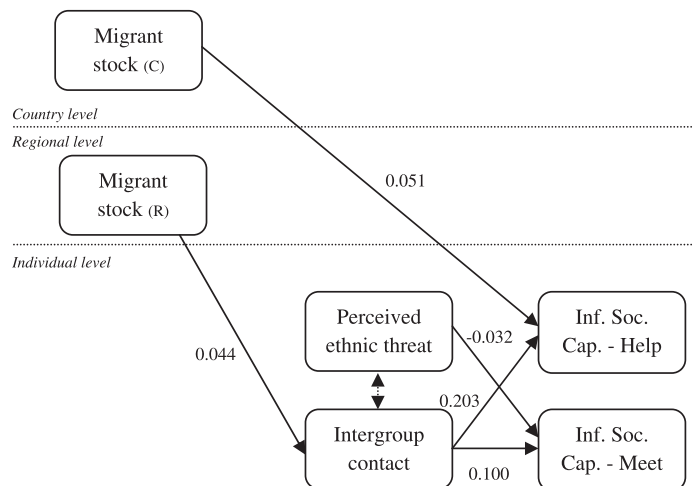 Migrant
stock (C)
Country level
Regional level
Migrant
stock (R)
0.051
Individual level
Perceived
ethnic threat
-0.032
Inf. Soc.
Cap. - Help
0.044
0.203
Intergroup
contact
0.100
Inf. Soc.
Cap. - Meet